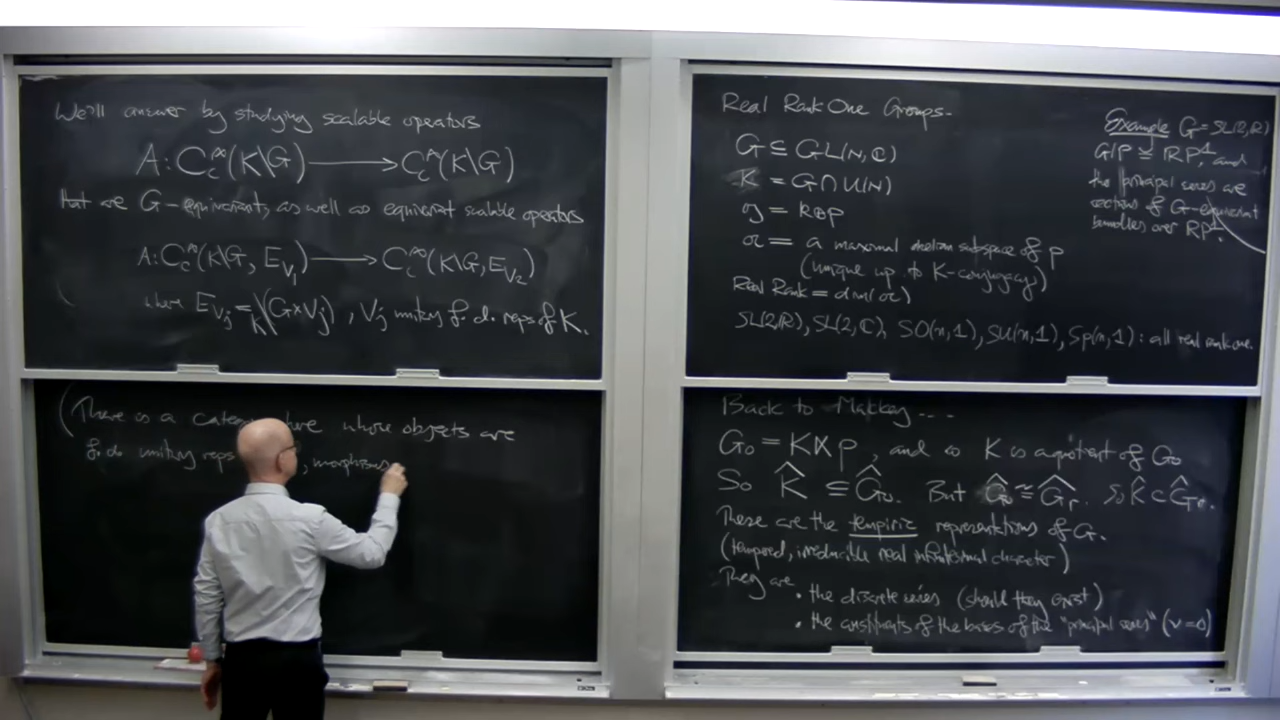 We'll answer by studying scalable operators
A: C_c^∞(K\G) ⟶ C_c^∞(K\G)
that are G-equivariant, as well as equivariant scalable operators
A: C_c^∞(K\G, E_{V_1}) ⟶ C_c^∞(K\G, E_{V_2})
where E_{V_j} = K\(G×V_j), V_j unitary f.d. reps of K.
(There is a here whose objects are
f.d. unitary reps , morphisms
Real Rank One Groups.
G ⊆ GL(N, ℂ)
K = G∩U(N)
𝔤 = k⊕p
𝔞 = a maximal abelian subspace of p
(unique up to K-conjugacy)
Real Rank = dim(𝔞)
SL(2,ℝ), SL(2,ℂ), SO(n,1), SU(n,1), Sp(n,1): all real rank one.
Example G=SL(2,ℝ)
G/P ≅ ℝP^1, and
the principal series are
sections of G-equivariant
bundles over ℝP^1.
Back to Mackey....
G_0 = K⋉p, and so K is a quotient of G_0
So K̂ ⊆ Ĝ_0. But Ĝ_0 ≅ Ĝ_r. So K̂ ⊂ Ĝ_r.
These are the tempiric representations of G.
(tempered, irreducible real infinitesimal character)
They are
• the discrete series (should they exist)
• the constituents of the bases of the "principal series" (ν=0)